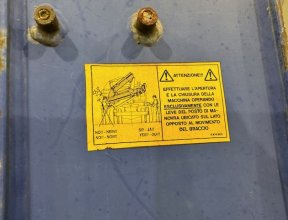 ATTENZIONE!!
EFFETTUARE L'APERTURA
E LA CHIUSURA DELLA
MACCHINA OPERANDO
ESCLUSIVAMENTE CON LE
LEVE DEL POSTO DI MA-
NOVRA UBICATO SUL LATO
OPPOSTO AL MOVIMENTO
DEL BRACCIO